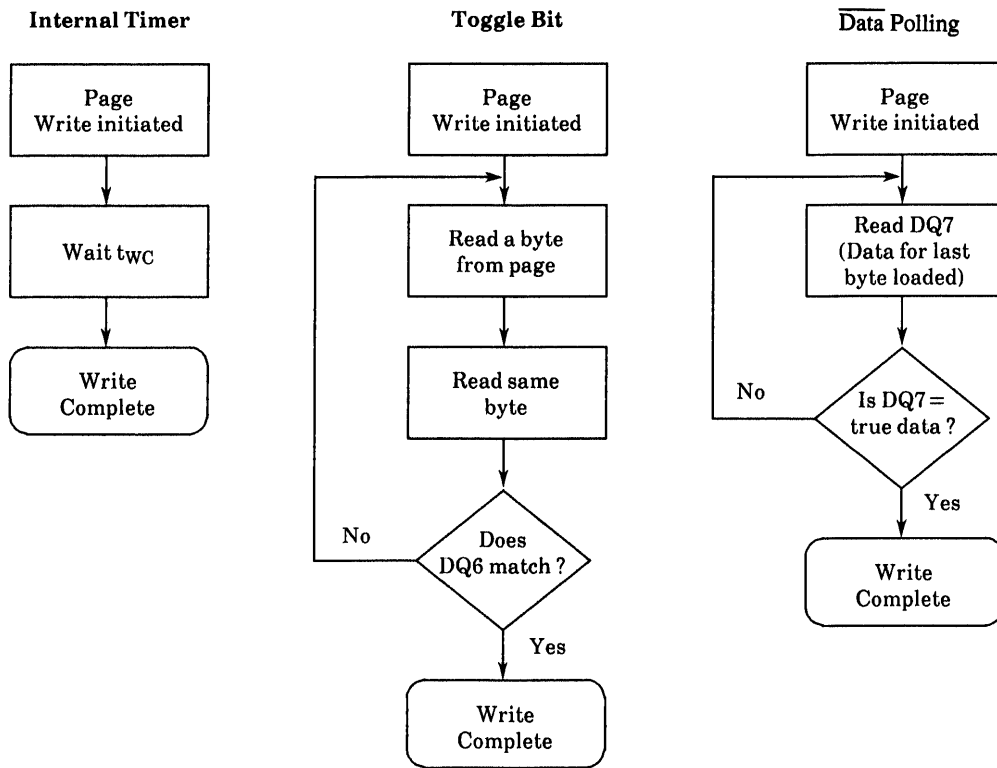 Internal Timer
Page
Write initiated
Wait tWC
Write
Complete
Toggle Bit
Page
Write initiated
Read a byte
from page
Read same
byte
Does
DQ6 match ?
No
Yes
Write
Complete
Data Polling
Page
Write initiated
Read DQ7
(Data for last
byte loaded)
Is DQ7 =
true data ?
No
Yes
Write
Complete